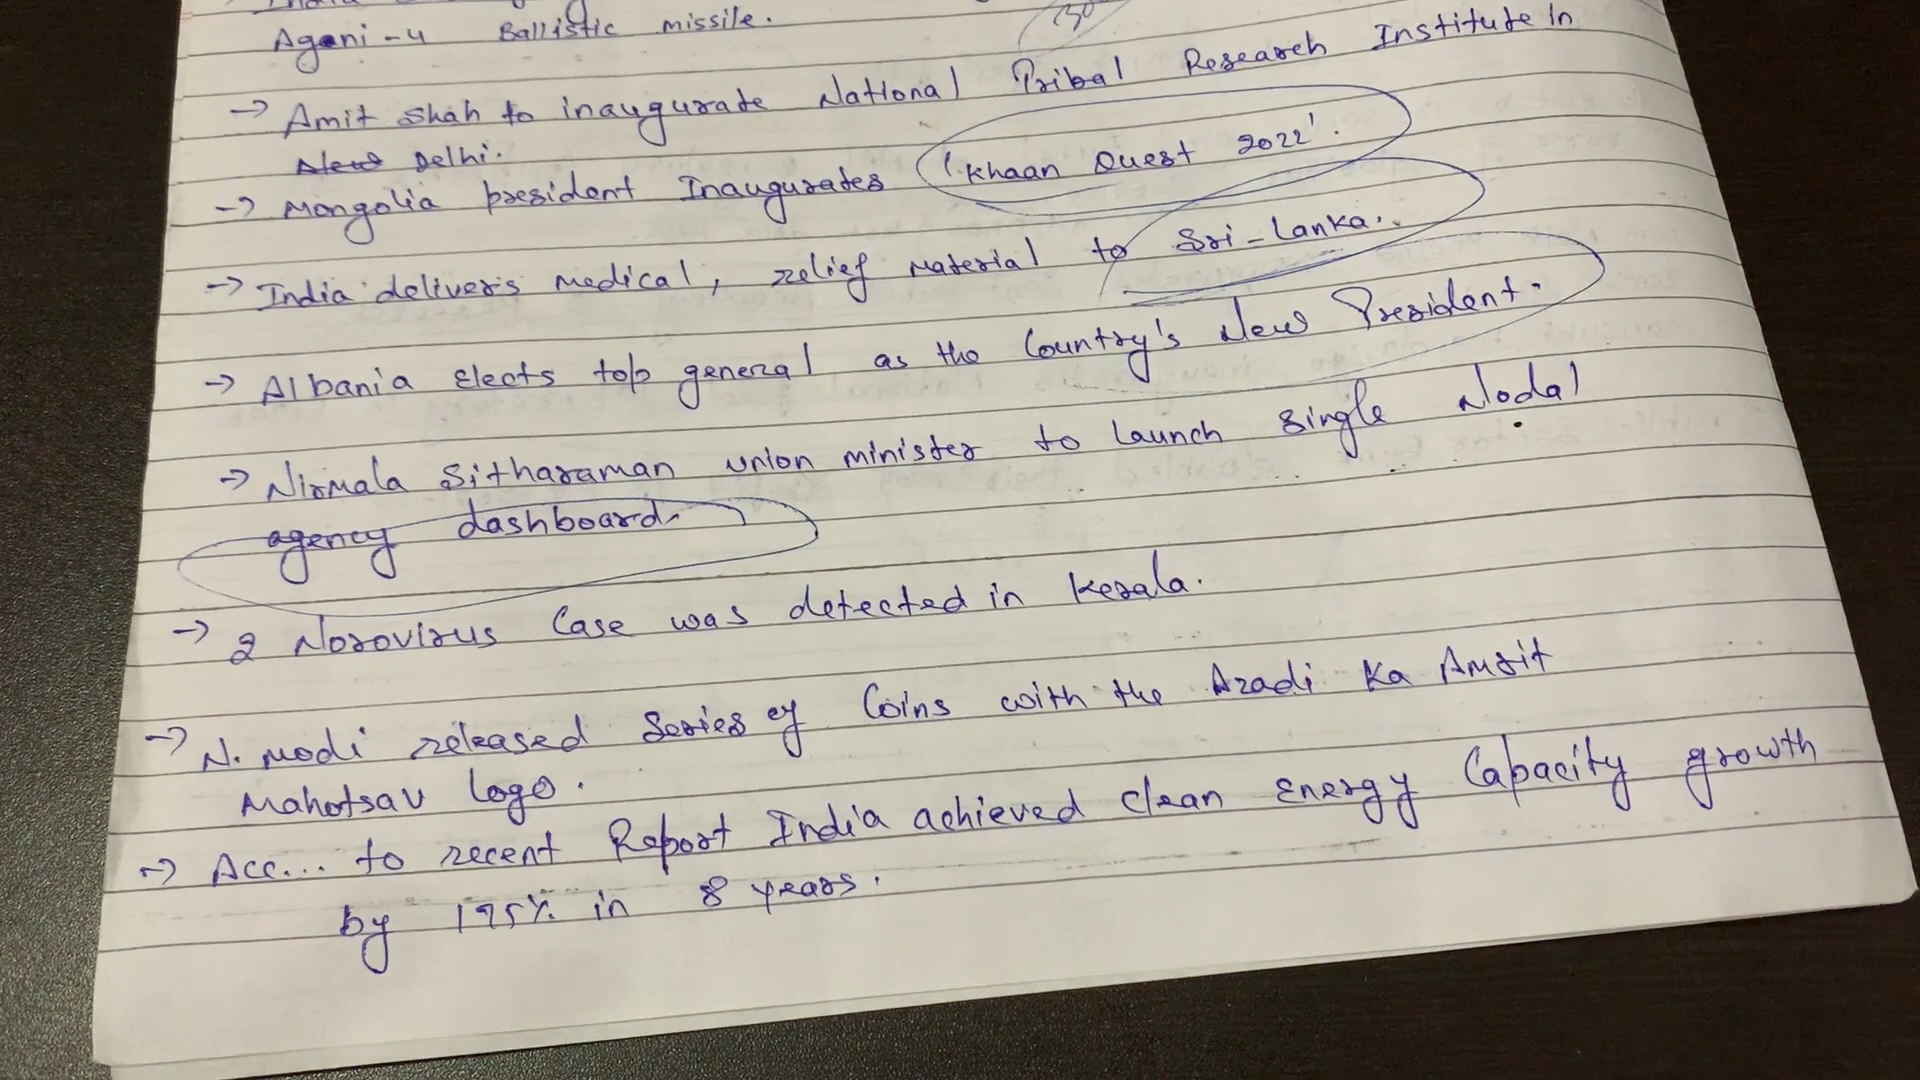 India
Agani-4 Ballistic missile.
→ Amit Shah to inaugurate National Tribal Research Institute in
New Delhi.
→ Mongolia president Inaugurates 'Khaan Quest 2022'.
→ India delivers medical, relief material to Sri-Lanka.
→ Albania elects top general as the Country's New President.
→ Nirmala Sitharaman union minister to launch single Nodal
agency dashboard.
→ 2 Norovirus Case was detected in Kerala.
→ N. modi released Series of Coins with the Azadi Ka Amrit
Mahotsav logo.
→ Acc... to recent Report India achieved clean energy Capacity growth
by 195% in 8 years.